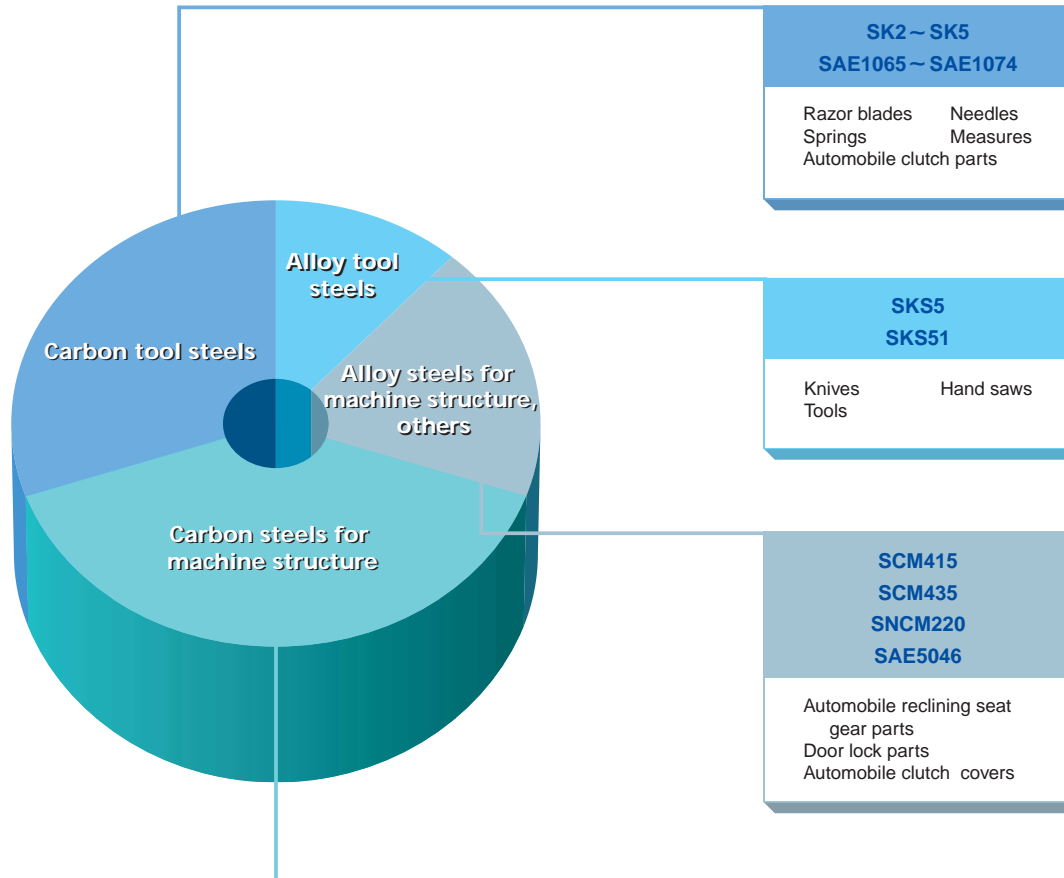 SK2~SK5
SAE1065~SAE1074
Razor blades Needles
Springs Measures
Automobile clutch parts
Alloy tool
steels
Carbon tool steels
Alloy steels for
machine structure,
others
Carbon steels for
machine structure
SKS5
SKS51
Knives Hand saws
Tools
SCM415
SCM435
SNCM220
SAE5046
Automobile reclining seat
gear parts
Door lock parts
Automobile clutch covers